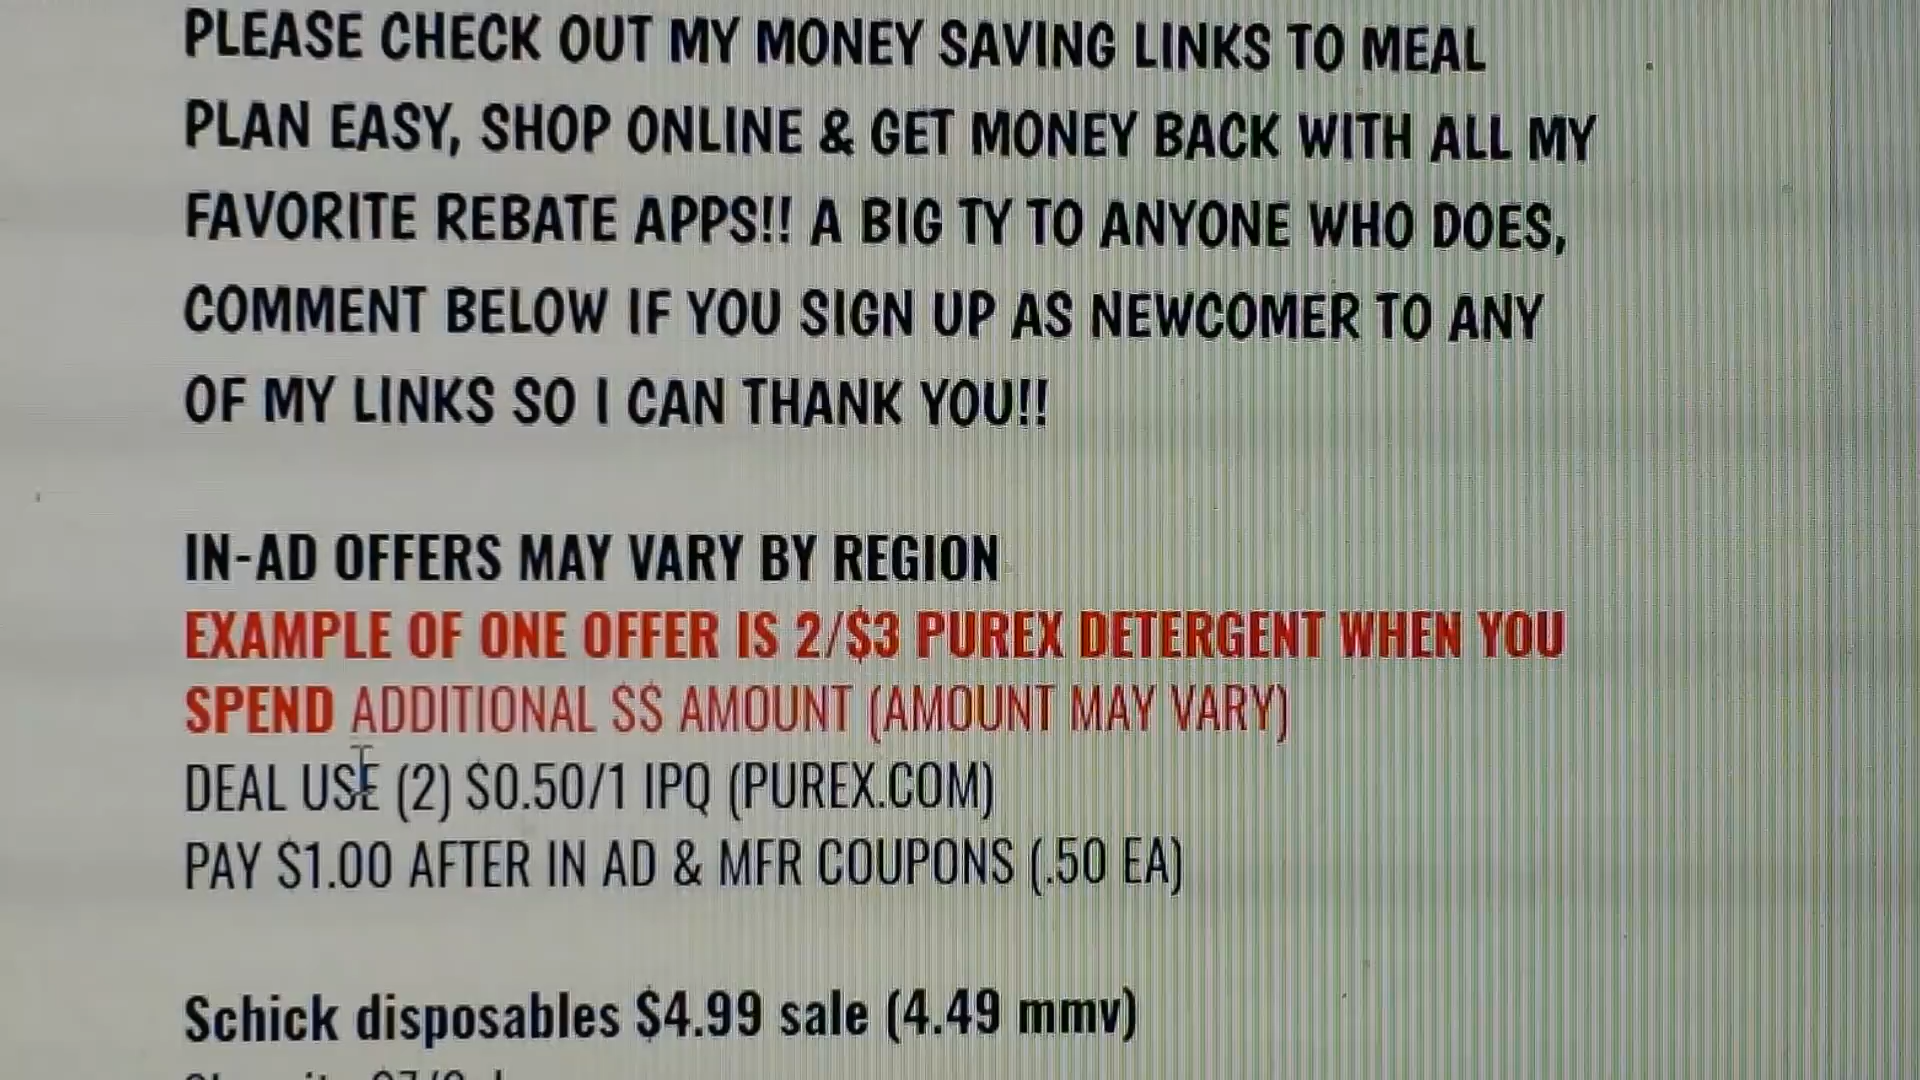 PLEASE CHECK OUT MY MONEY SAVING LINKS TO MEAL
PLAN EASY, SHOP ONLINE & GET MONEY BACK WITH ALL MY
FAVORITE REBATE APPS!! A BIG TY TO ANYONE WHO DOES,
COMMENT BELOW IF YOU SIGN UP AS NEWCOMER TO ANY
OF MY LINKS SO I CAN THANK YOU!!
IN-AD OFFERS MAY VARY BY REGION
EXAMPLE OF ONE OFFER IS 2/$3 PUREX DETERGENT WHEN YOU
SPEND ADDITIONAL $$ AMOUNT (AMOUNT MAY VARY)
DEAL USE (2) $0.50/1 IPQ (PUREX.COM)
PAY $1.00 AFTER IN AD & MFR COUPONS (.50 EA)
Schick disposables $4.99 sale (4.49 mmv)